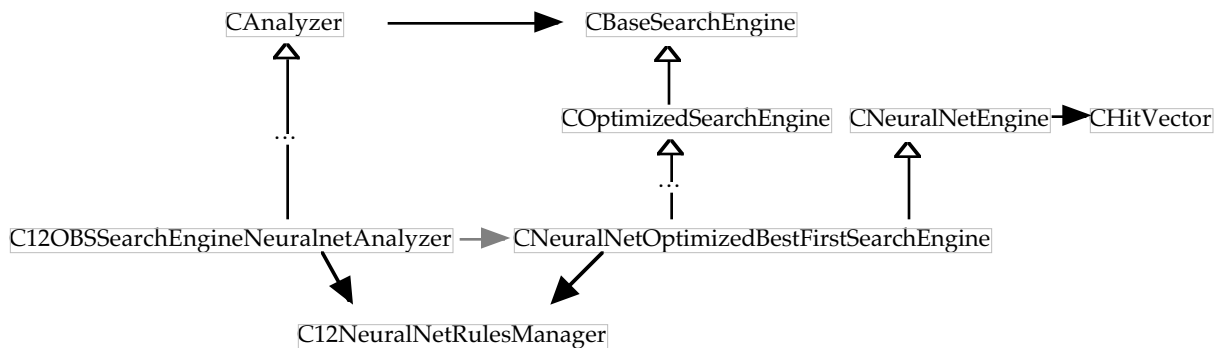 CAnalyzer CBaseSearchEngine
COptimizedSearchEngine CNeuralNetEngine CHitVector
...
...
C12OBSSearchEngineNeuralnetAnalyzer CNeuralNetOptimizedBestFirstSearchEngine
C12NeuralNetRulesManager